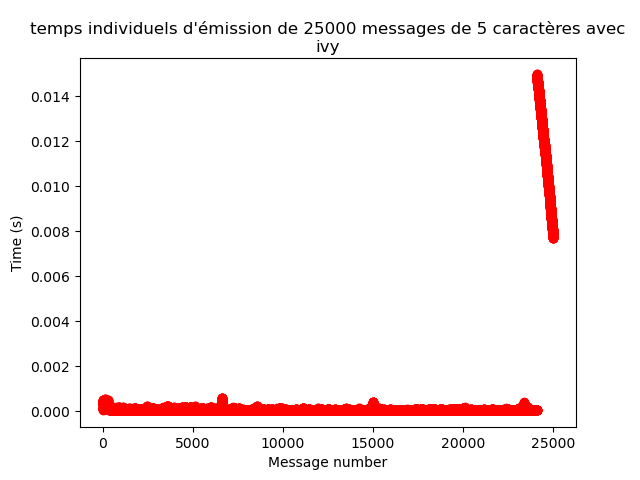 temps individuels d'émission de 25000 messages de 5 caractères avec
ivy
0.014
0.012
0.010
0.008
0.006
0.004
0.002
0.000
Time (s)
0 5000 10000 15000 20000 25000
Message number